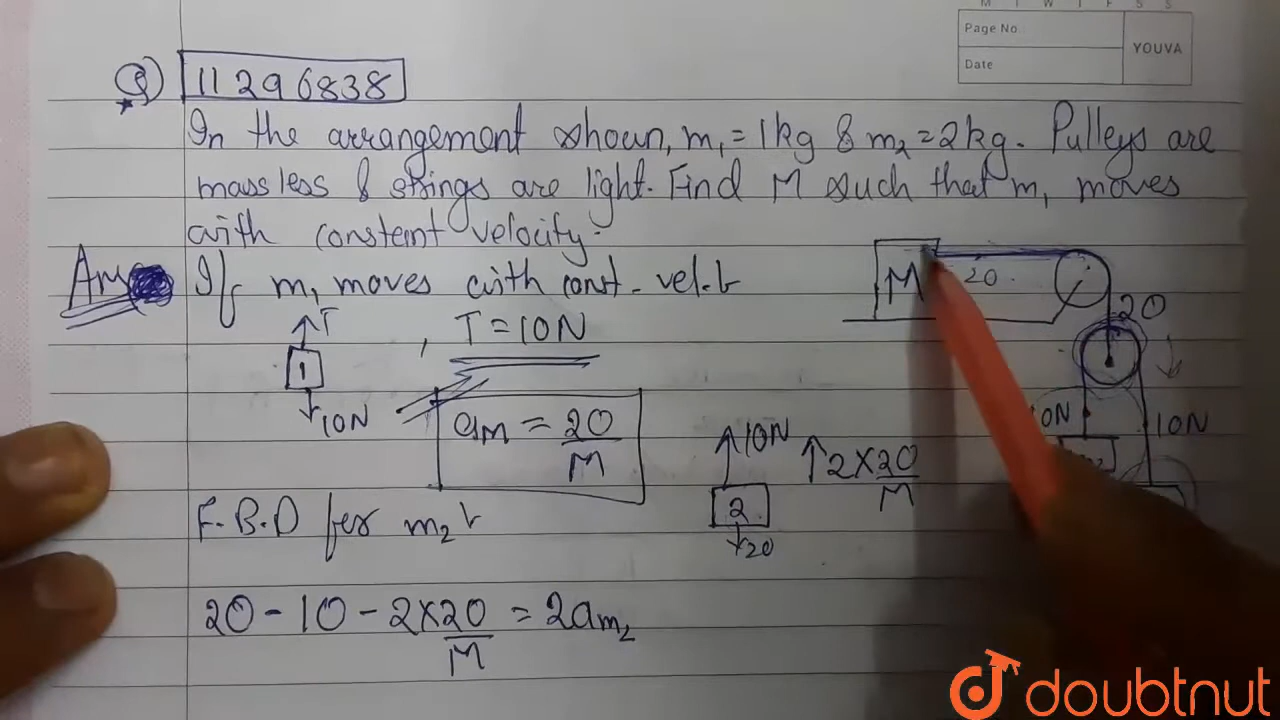 M T W T F S S
Page No.
YOUVA
Date
Q) 11296838
In the arrangement shown, m₁ = 1kg & m₂ = 2kg. Pulleys are
massless & strings are light. Find M such that m₁ moves
with constant velocity.
Ans If m₁ moves with const. vel.
M 20 20
T T = 10N
1
10N
a_M = 20/M
10N 2×20/M
10N 10N
F.B.D for m₂
2
20
20 - 10 - 2×20/M = 2a_m₂
doubtnut